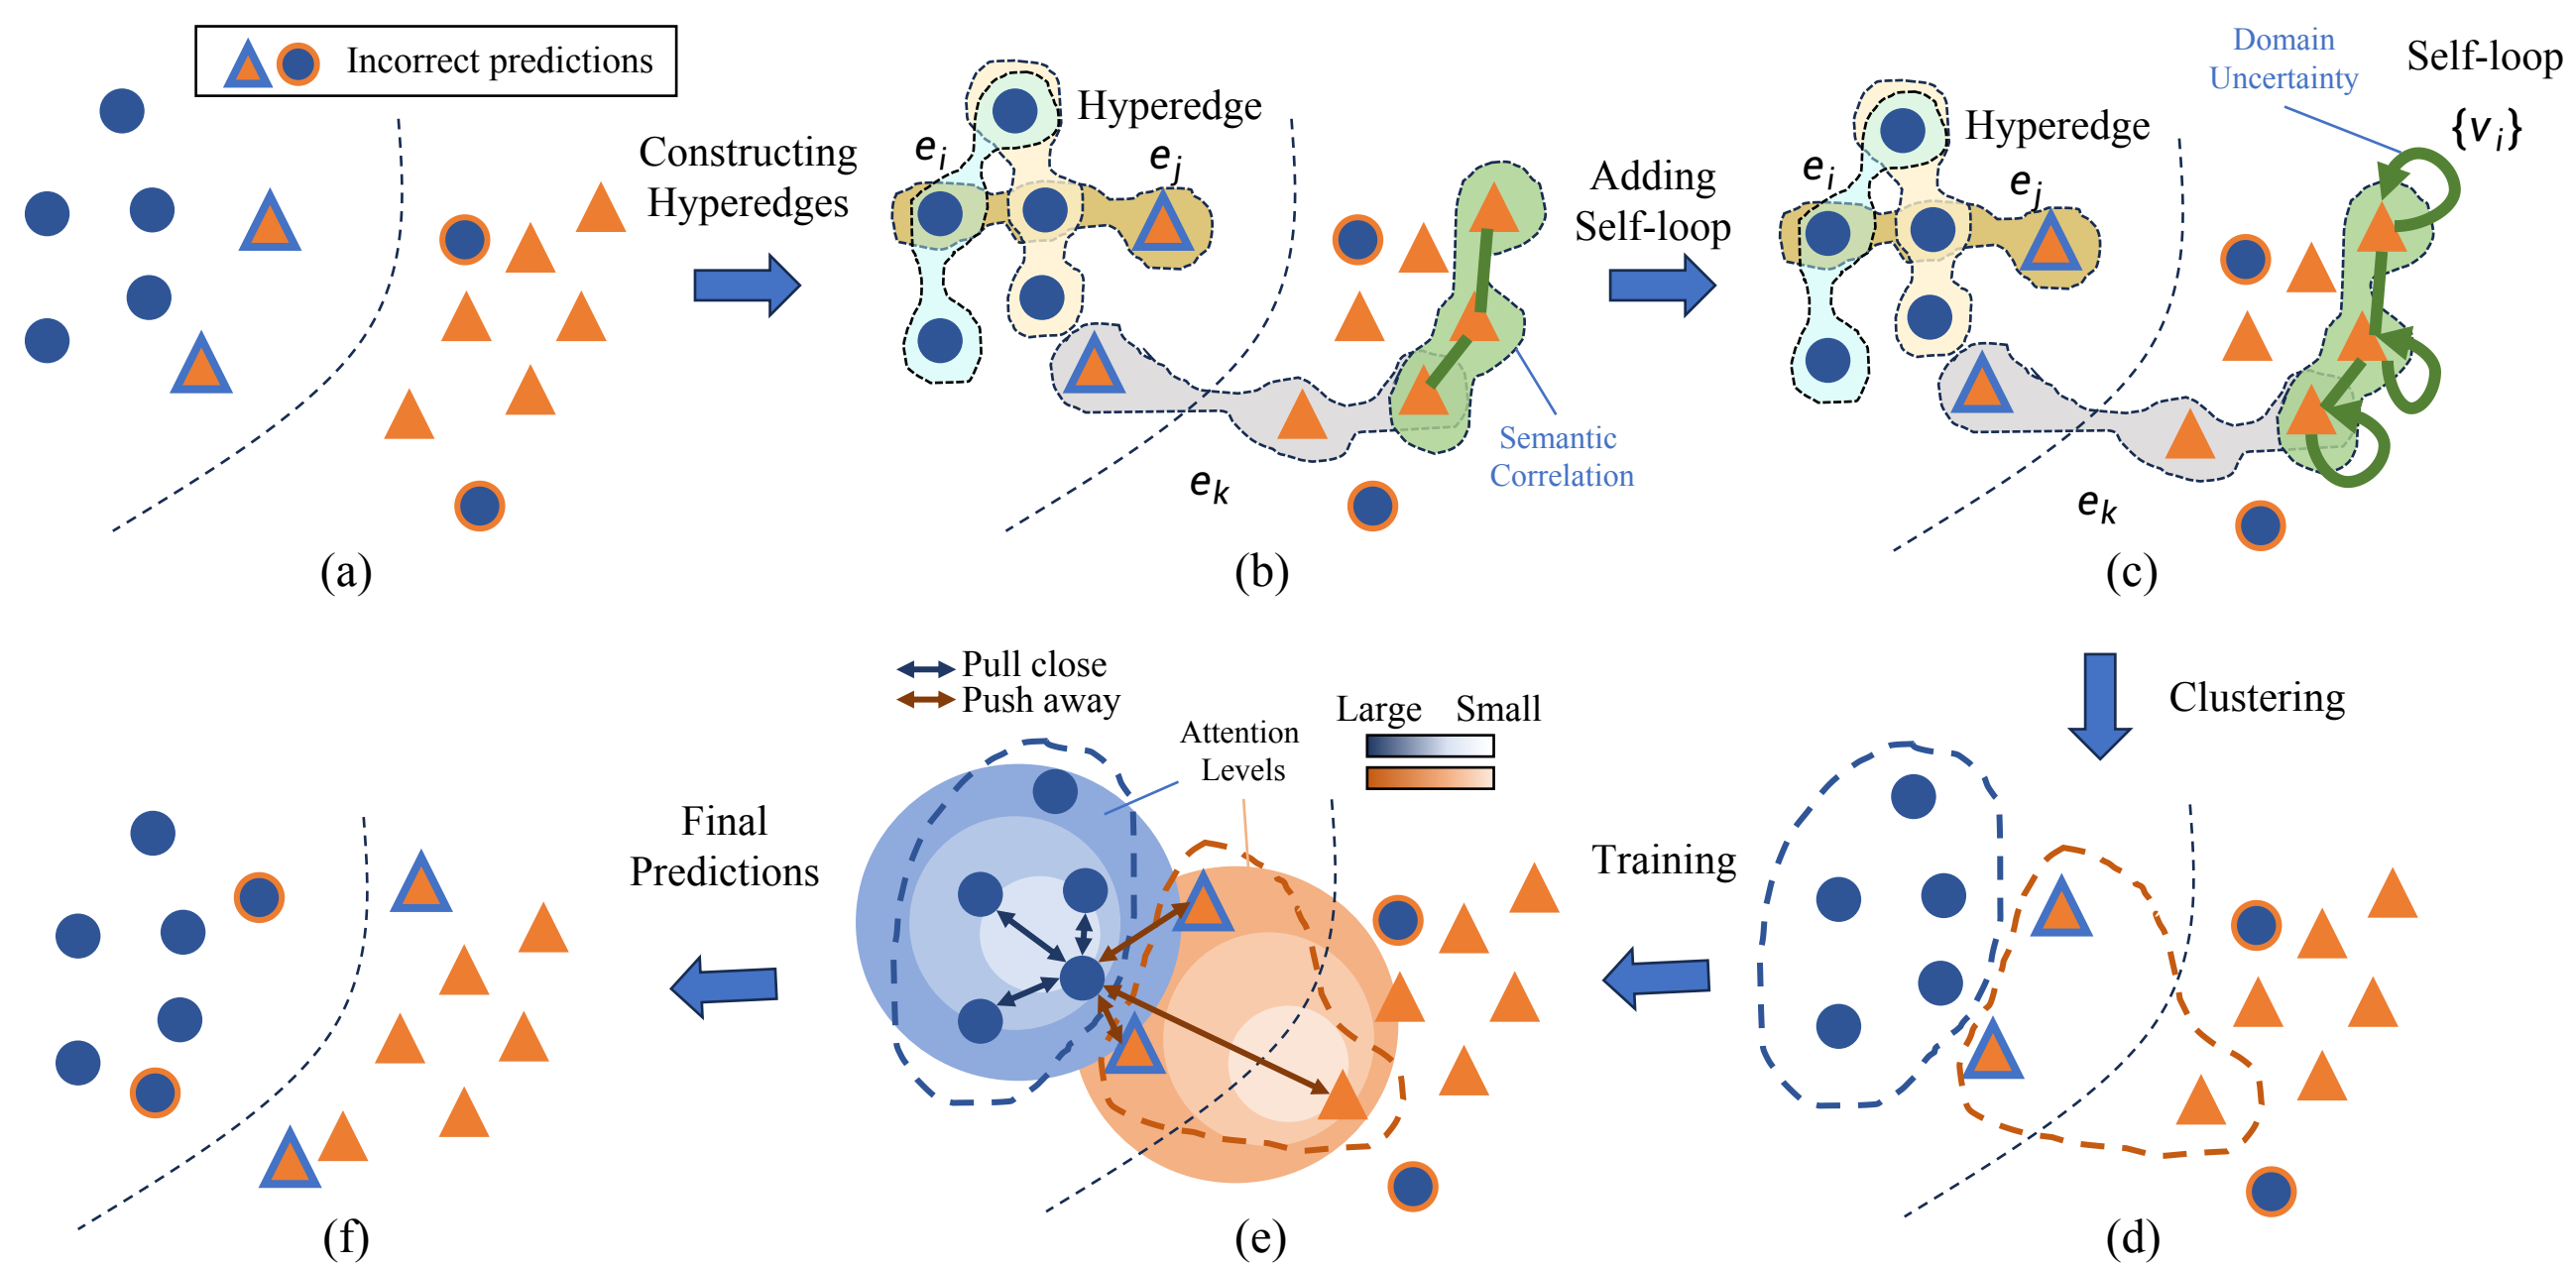 Incorrect predictions
(a)
Constructing
Hyperedges
Hyperedge
e_i
e_j
e_k
Semantic
Correlation
(b)
Adding
Self-loop
Hyperedge
e_i
e_j
e_k
Domain
Uncertainty
Self-loop
{v_i}
(c)
Clustering
(d)
Training
Pull close
Push away
Attention
Levels
Large Small
(e)
Final
Predictions
(f)